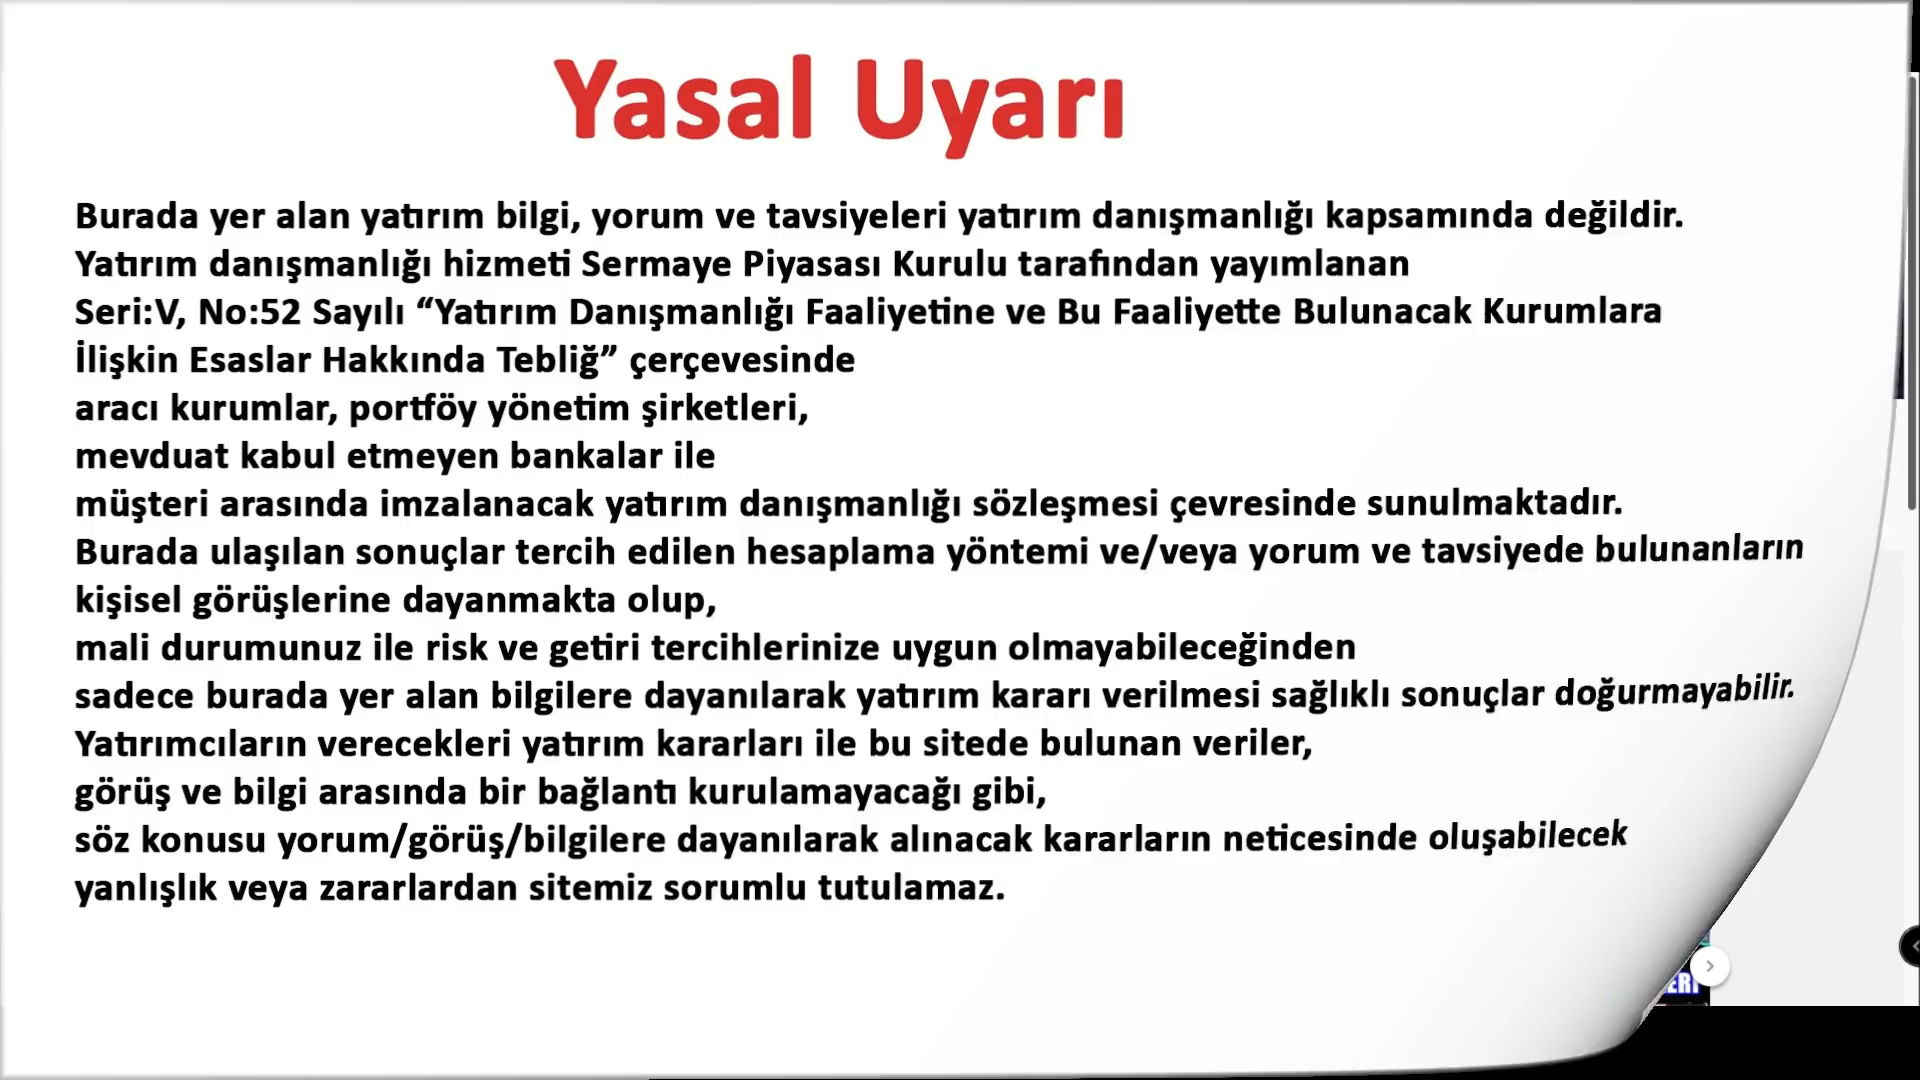 Yasal Uyarı
Burada yer alan yatırım bilgi, yorum ve tavsiyeleri yatırım danışmanlığı kapsamında değildir.
Yatırım danışmanlığı hizmeti Sermaye Piyasası Kurulu tarafından yayımlanan
Seri:V, No:52 Sayılı “Yatırım Danışmanlığı Faaliyetine ve Bu Faaliyette Bulunacak Kurumlara
İlişkin Esaslar Hakkında Tebliğ” çerçevesinde
aracı kurumlar, portföy yönetim şirketleri,
mevduat kabul etmeyen bankalar ile
müşteri arasında imzalanacak yatırım danışmanlığı sözleşmesi çevresinde sunulmaktadır.
Burada ulaşılan sonuçlar tercih edilen hesaplama yöntemi ve/veya yorum ve tavsiyede bulunanların
kişisel görüşlerine dayanmakta olup,
mali durumunuz ile risk ve getiri tercihlerinize uygun olmayabileceğinden
sadece burada yer alan bilgilere dayanılarak yatırım kararı verilmesi sağlıklı sonuçlar doğurmayabilir.
Yatırımcıların verecekleri yatırım kararları ile bu sitede bulunan veriler,
görüş ve bilgi arasında bir bağlantı kurulamayacağı gibi,
söz konusu yorum/görüş/bilgilere dayanılarak alınacak kararların neticesinde oluşabilecek
yanlışlık veya zararlardan sitemiz sorumlu tutulamaz.